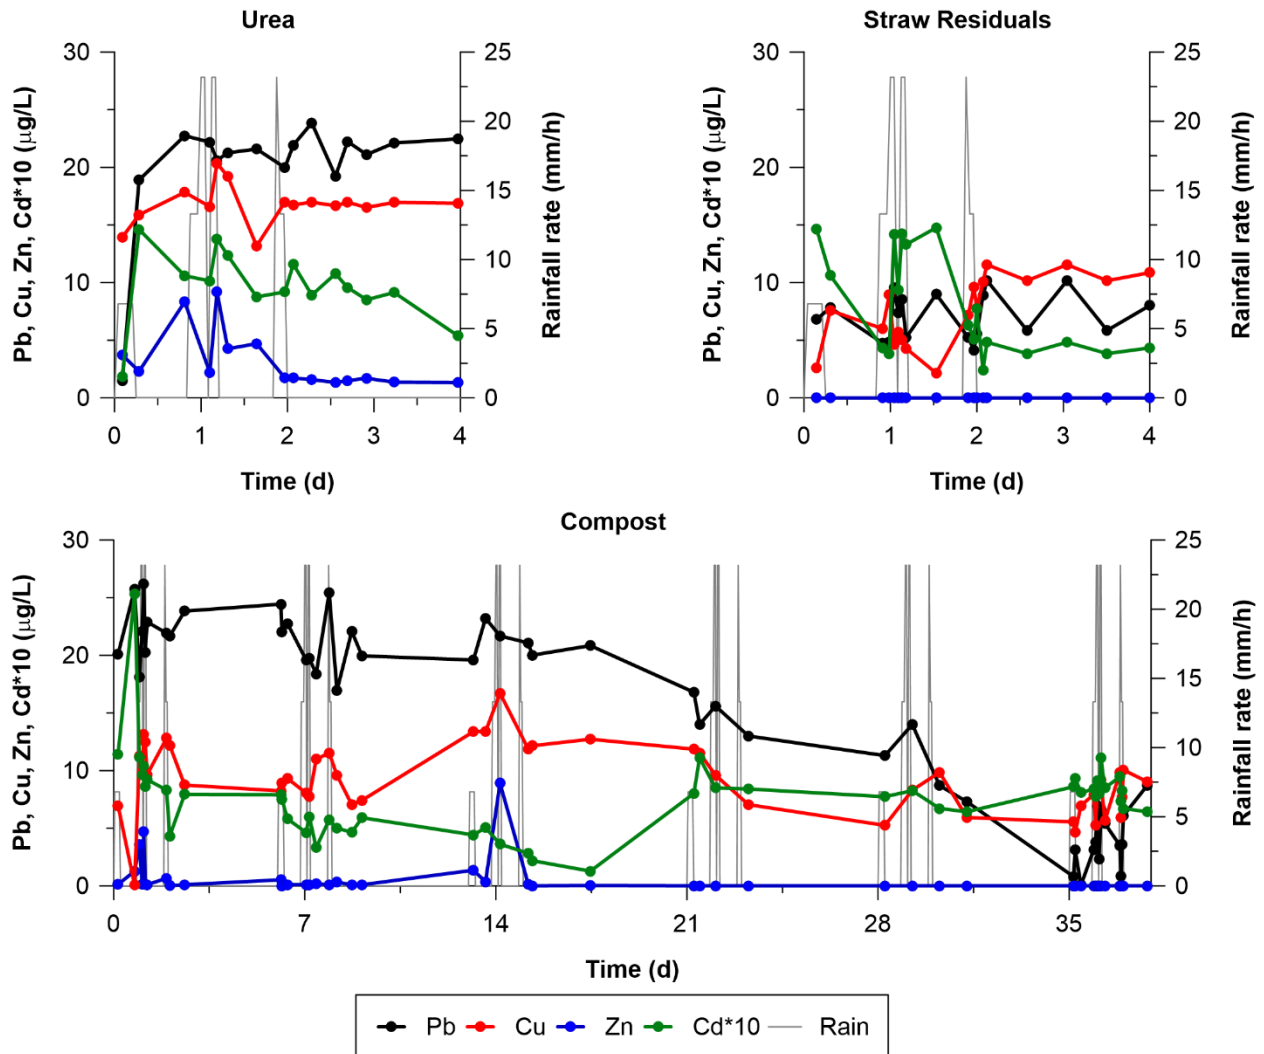 Urea
30
20
10
0
Pb, Cu, Zn, Cd*10 (µg/L)
25
20
15
10
5
0
Rainfall rate (mm/h)
0 1 2 3 4
Time (d)
Straw Residuals
30
20
10
0
Pb, Cu, Zn, Cd*10 (µg/L)
25
20
15
10
5
0
Rainfall rate (mm/h)
0 1 2 3 4
Time (d)
Compost
30
20
10
0
Pb, Cu, Zn, Cd*10 (µg/L)
25
20
15
10
5
0
Rainfall rate (mm/h)
0 7 14 21 28 35
Time (d)
Pb Cu Zn Cd*10 Rain